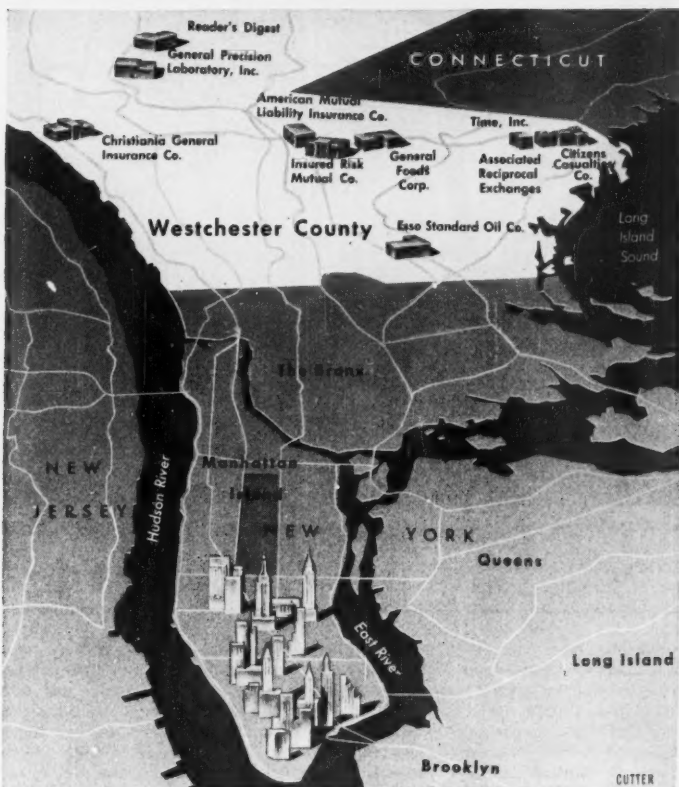 Reader's Digest
General Precision
Laboratory, Inc.
CONNECTICUT
American Mutual
Liability Insurance Co.
Time, Inc.
Christiania General
Insurance Co.
Insured Risk
Mutual Co.
General
Foods
Corp.
Associated
Reciprocal
Exchanges
Citizens
Casualties
Co.
Westchester County
Esso Standard Oil Co.
Long
Island
Sound
The Bronx
Hudson River
NEW
JERSEY
Manhattan
Island
NEW YORK
Queens
East River
Long Island
Brooklyn
CUTTER